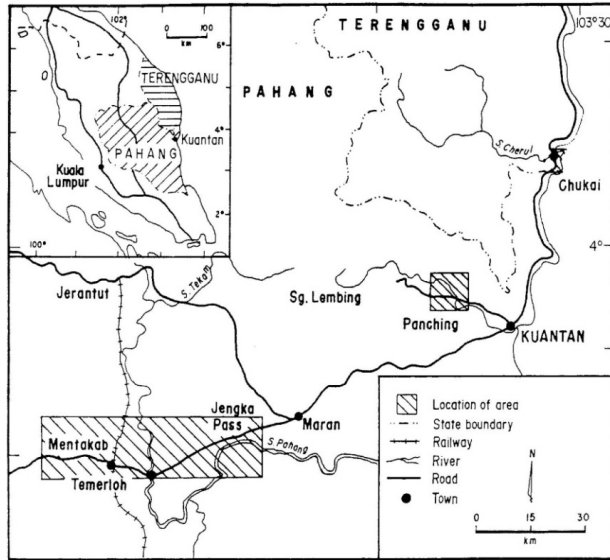 102°
0 100
km
6°
TERENGGANU
Kuantan
4°
PAHANG
Kuala
Lumpur
2°
100°
TERENGGANU
103°30
PAHANG
S. Cherul
Chukai
4°
Jerantut
S. Tekam
Sg. Lembing
Panching
KUANTAN
Jengka
Pass
Maran
S. Pahang
Mentakab
Temerloh
Location of area
State boundary
Railway
River
Road
Town
N
0 15 30
km